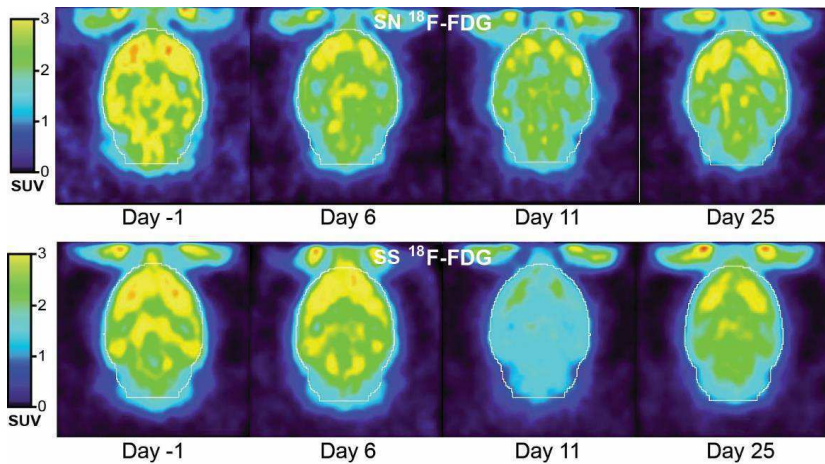 SN ¹⁸F-FDG
3
2
1
0
SUV
Day -1
Day 6
Day 11
Day 25
SS ¹⁸F-FDG
3
2
1
0
SUV
Day -1
Day 6
Day 11
Day 25